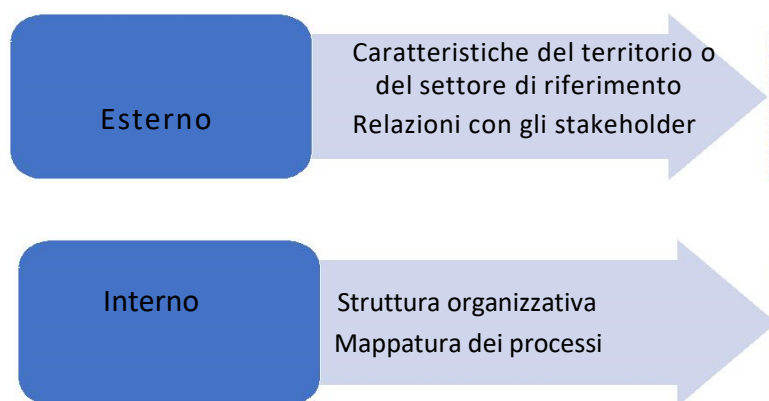 Esterno
Caratteristiche del territorio o
del settore di riferimento
Relazioni con gli stakeholder
Interno
Struttura organizzativa
Mappatura dei processi